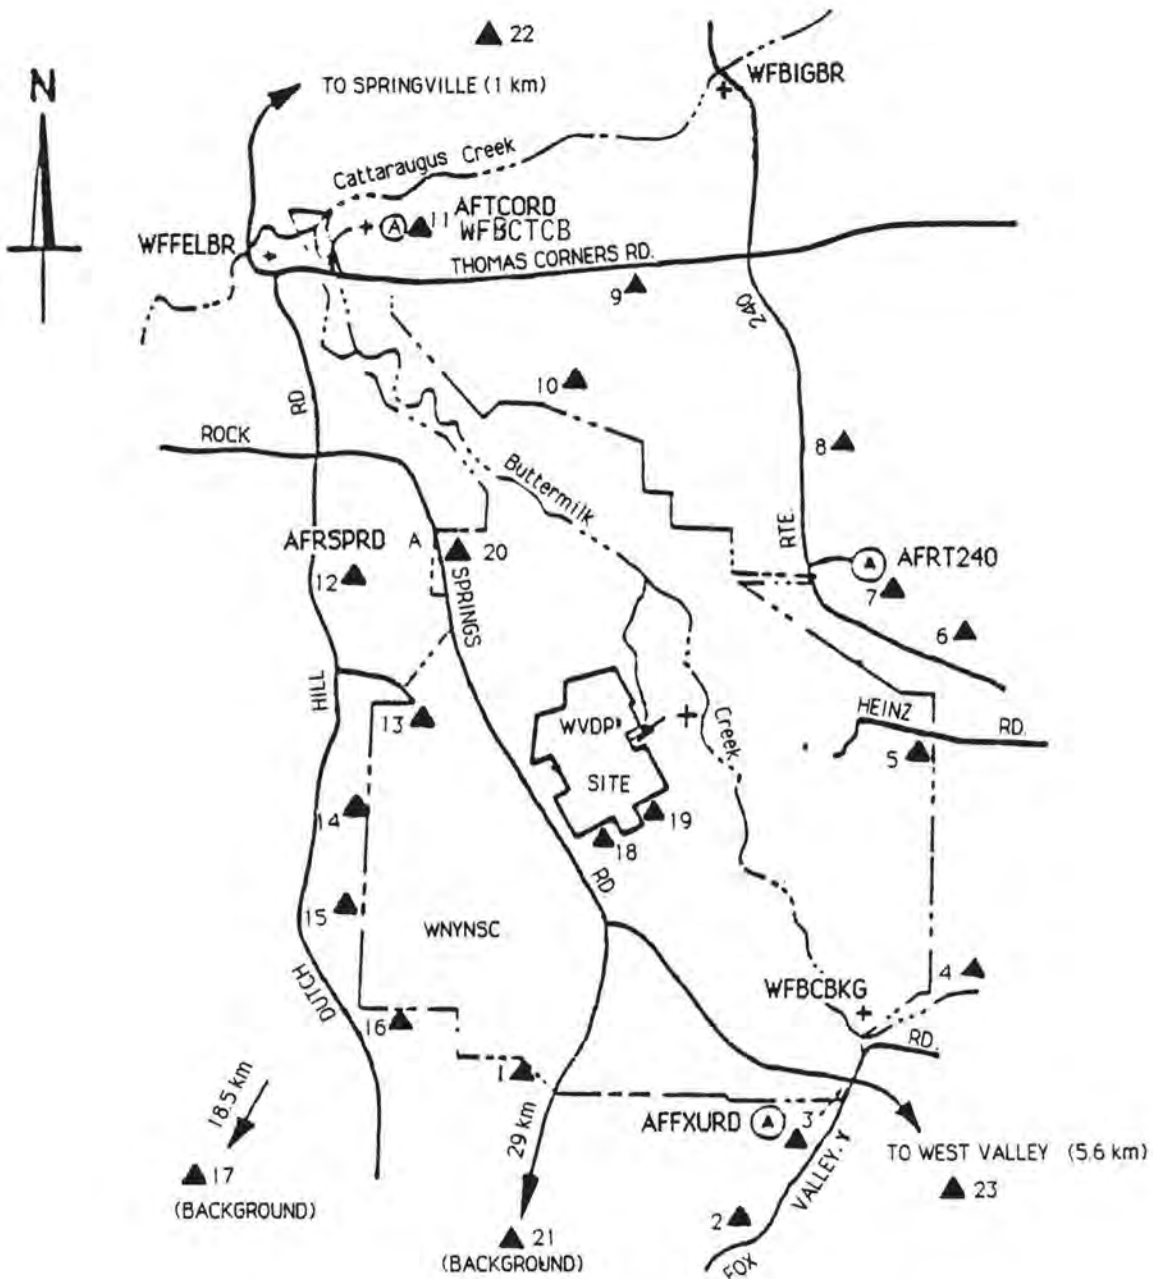 22
N
WFBIGBR
TO SPRINGVILLE (1 km)
Cattaraugus Creek
A
11
AFTCORD
WFBCTCB
WFFELBR
THOMAS CORNERS RD.
9
240
10
RD
ROCK
8
Buttermilk
RTE.
AFRSPRD A
20
A
AFRT240
12
7
SPRINGS
6
HILL
Creek
HEINZ
RD.
13
WVDP
5
SITE
14
19
18
RD.
15
WNYNSC
DUTCH
4
WFBCBKG
16
RD.
1
18.5 km
29 km
AFFXURD A
3
TO WEST VALLEY (5.6 km)
17
VALLEY.
23
(BACKGROUND)
2
21
(BACKGROUND)
FOX